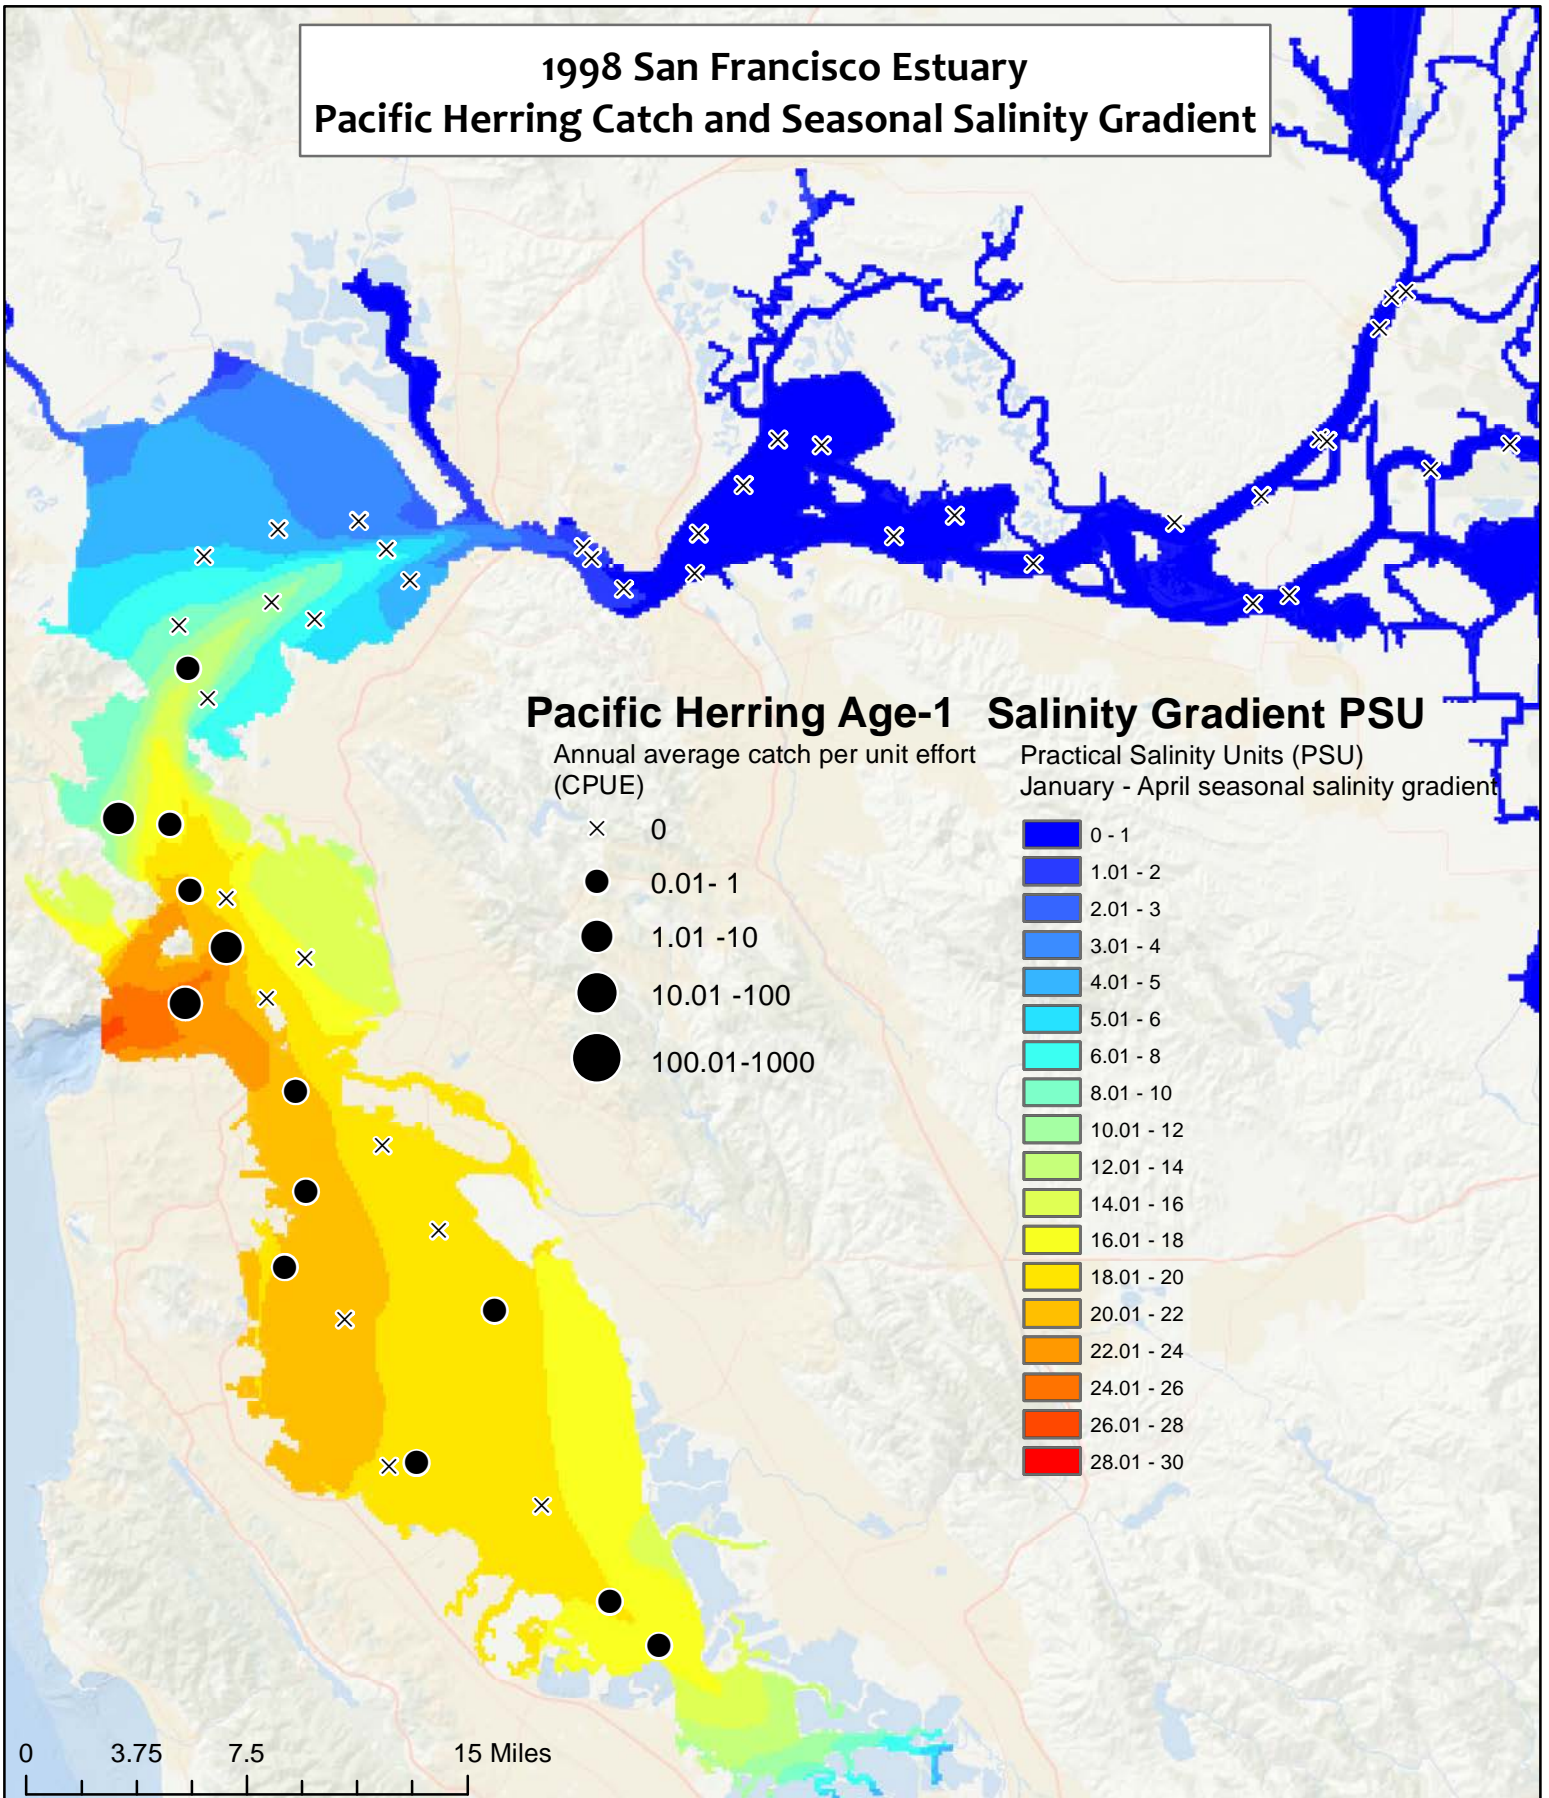 1998 San Francisco Estuary
Pacific Herring Catch and Seasonal Salinity Gradient
Pacific Herring Age-1
Annual average catch per unit effort
(CPUE)
0
0.01- 1
1.01 -10
10.01 -100
100.01-1000
Salinity Gradient PSU
Practical Salinity Units (PSU)
January - April seasonal salinity gradient
0 - 1
1.01 - 2
2.01 - 3
3.01 - 4
4.01 - 5
5.01 - 6
6.01 - 8
8.01 - 10
10.01 - 12
12.01 - 14
14.01 - 16
16.01 - 18
18.01 - 20
20.01 - 22
22.01 - 24
24.01 - 26
26.01 - 28
28.01 - 30
0 3.75 7.5 15 Miles